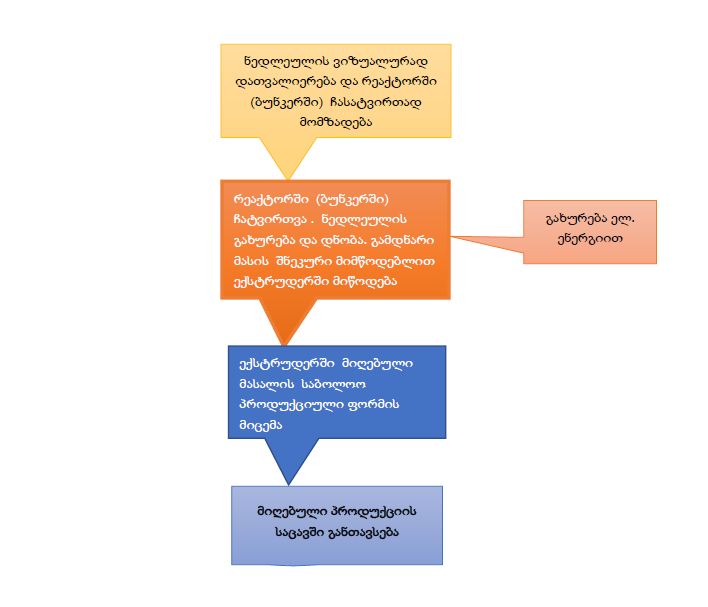 ნედლეულის ვიზუალურად
დათვალიერება და რეაქტორში
(ბუნკერში) ჩასატვირთად
მომზადება
რეაქტორში (ბუნკერში)
ჩატვირთვა . ნედლეულის
გახურება და დნობა. გამდნარი
მასის შნეკური მიმწოდებლით
ექსტრუდერში მიწოდება
გახურება ელ.
ენერგიით
ექსტრუდერში მიღებული
მასალის საბოლოო
პროდუქციული ფორმის
მიცემა
მიღებული პროდუქციის
საცავში განთავსება